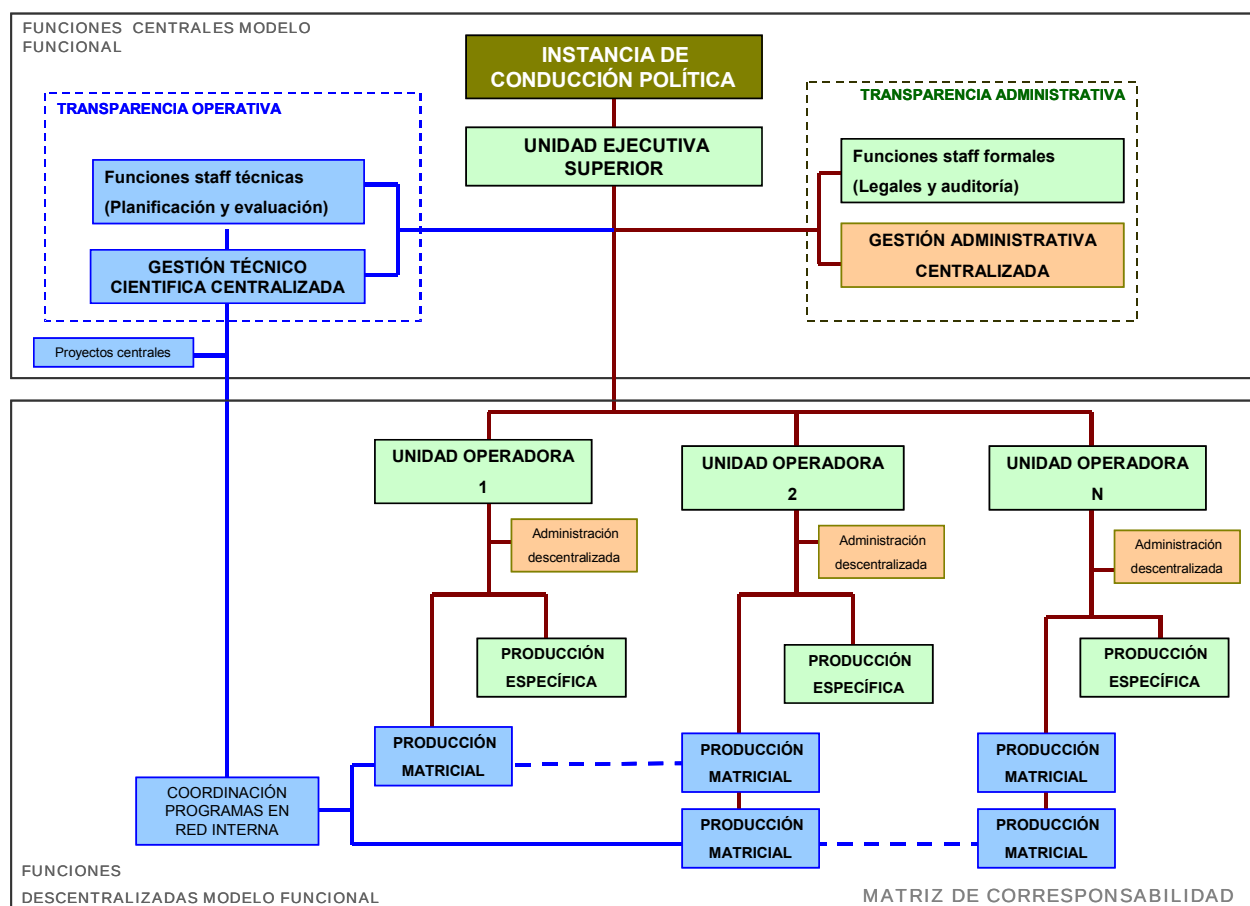 FUNCIONES CENTRALES MODELO
FUNCIONAL
INSTANCIA DE
CONDUCCIÓN POLÍTICA
TRANSPARENCIA OPERATIVA
TRANSPARENCIA ADMINISTRATIVA
UNIDAD EJECUTIVA
SUPERIOR
Funciones staff técnicas
(Planificación y evaluación)
Funciones staff formales
(Legales y auditoría)
GESTIÓN TÉCNICO
CIENTIFICA CENTRALIZADA
GESTIÓN ADMINISTRATIVA
CENTRALIZADA
Proyectos centrales
UNIDAD OPERADORA
1
UNIDAD OPERADORA
2
UNIDAD OPERADORA
N
Administración
descentralizada
Administración
descentralizada
Administración
descentralizada
PRODUCCIÓN
ESPECÍFICA
PRODUCCIÓN
ESPECÍFICA
PRODUCCIÓN
ESPECÍFICA
PRODUCCIÓN
MATRICIAL
PRODUCCIÓN
MATRICIAL
PRODUCCIÓN
MATRICIAL
COORDINACIÓN
PROGRAMAS EN
RED INTERNA
PRODUCCIÓN
MATRICIAL
PRODUCCIÓN
MATRICIAL
FUNCIONES
DESCENTRALIZADAS MODELO FUNCIONAL
MATRIZ DE CORRESPONSABILIDAD